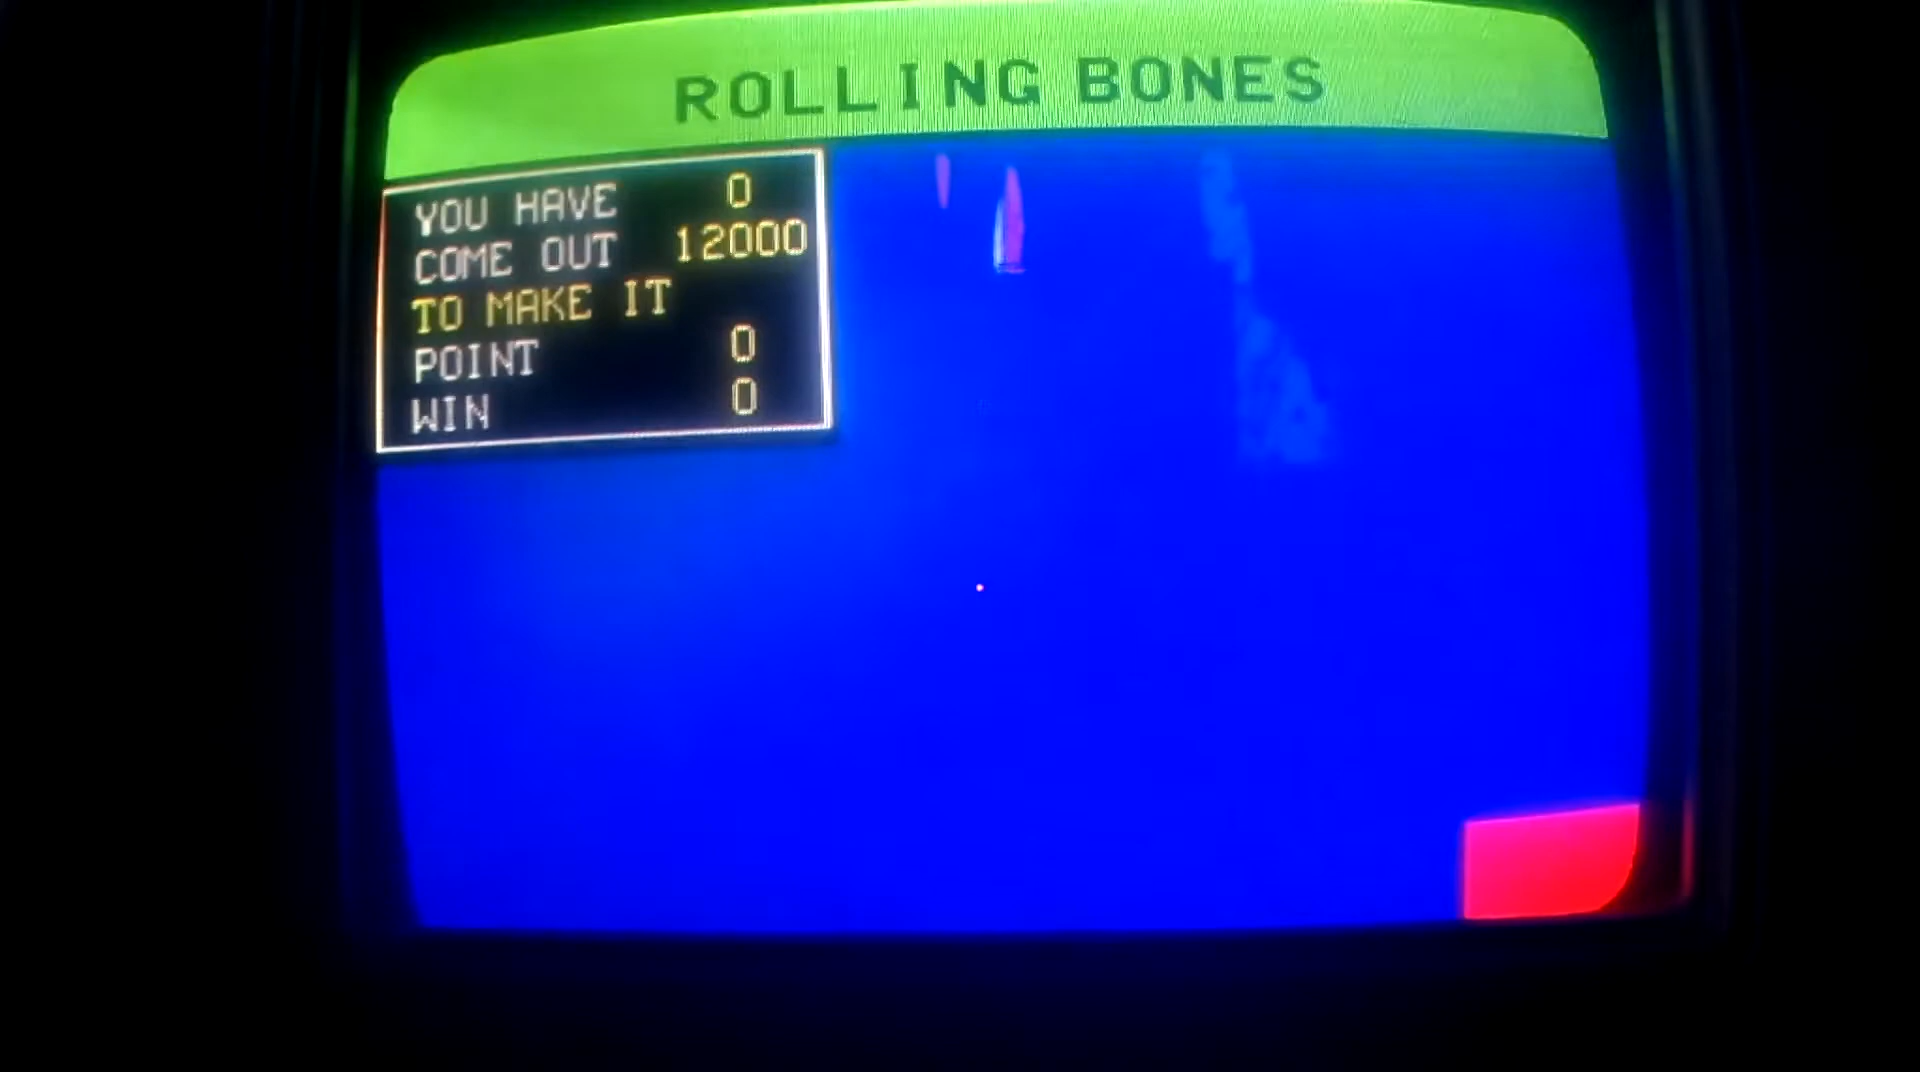 ROLLING BONES
YOU HAVE 0
COME OUT 12000
TO MAKE IT
POINT 0
WIN 0